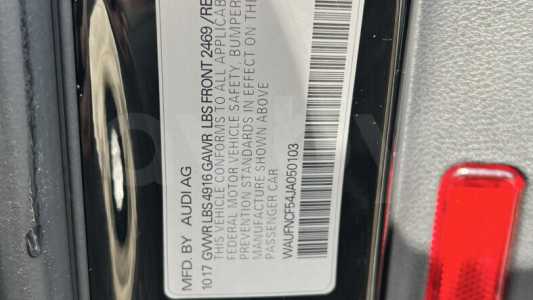 MFD. BY AUDI AG
1017 GVWR LBS 4916 GAWR LBS FRONT 2469 /RE
THIS VEHICLE CONFORMS TO ALL APPLICAB
FEDERAL MOTOR VEHICLE SAFETY, BUMPER
PREVENTION STANDARDS IN EFFECT ON THE
MANUFACTURE SHOWN ABOVE
PASSENGER CAR
WAUFNCF54JA050103